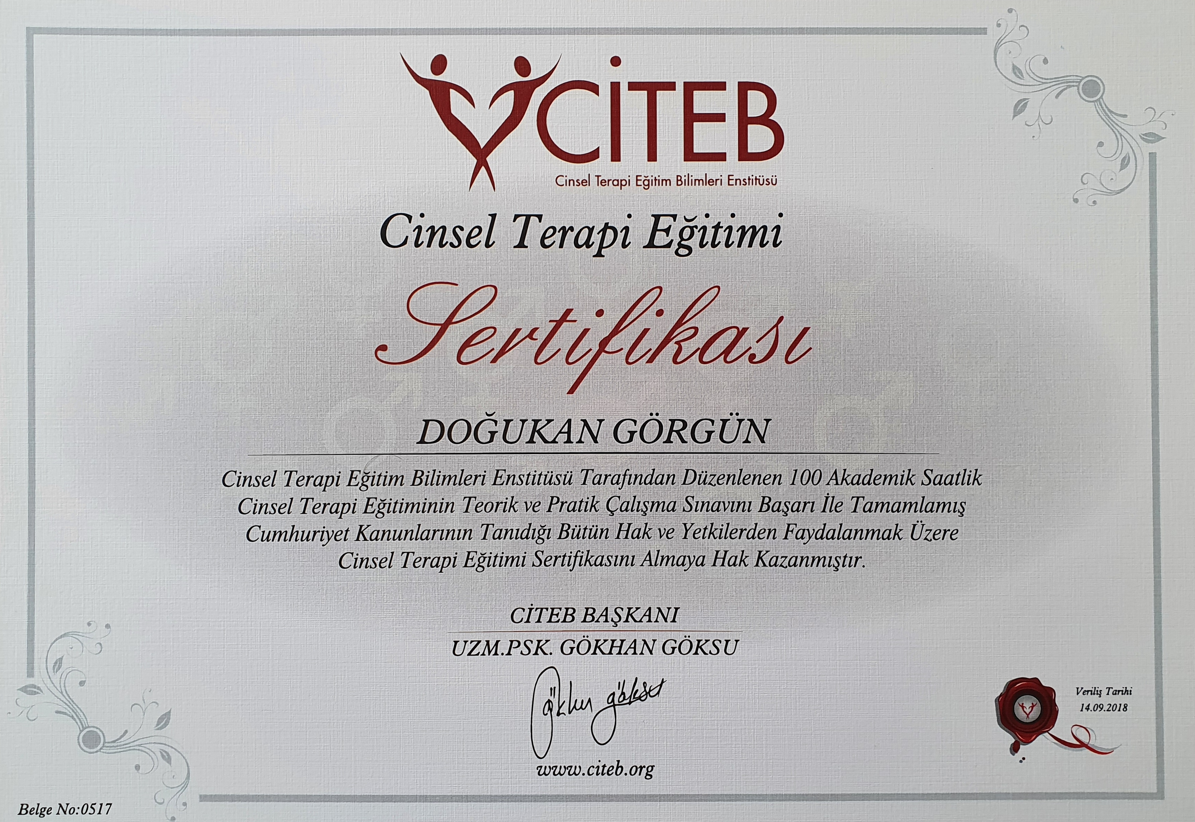 CİTEB
Cinsel Terapi Eğitim Bilimleri Enstitüsü
Cinsel Terapi Eğitimi
Sertifikası
DOĞUKAN GÖRGÜN
Cinsel Terapi Eğitim Bilimleri Enstitüsü Tarafından Düzenlenen 100 Akademik Saatlik
Cinsel Terapi Eğitiminin Teorik ve Pratik Çalışma Sınavını Başarı İle Tamamlamış
Cumhuriyet Kanunlarının Tanıdığı Bütün Hak ve Yetkilerden Faydalanmak Üzere
Cinsel Terapi Eğitimi Sertifikasını Almaya Hak Kazanmıştır.
CİTEB BAŞKANI
UZM.PSK. GÖKHAN GÖKSU
Gökhan göksu
Veriliş Tarihi
14.09.2018
www.citeb.org
Belge No:0517